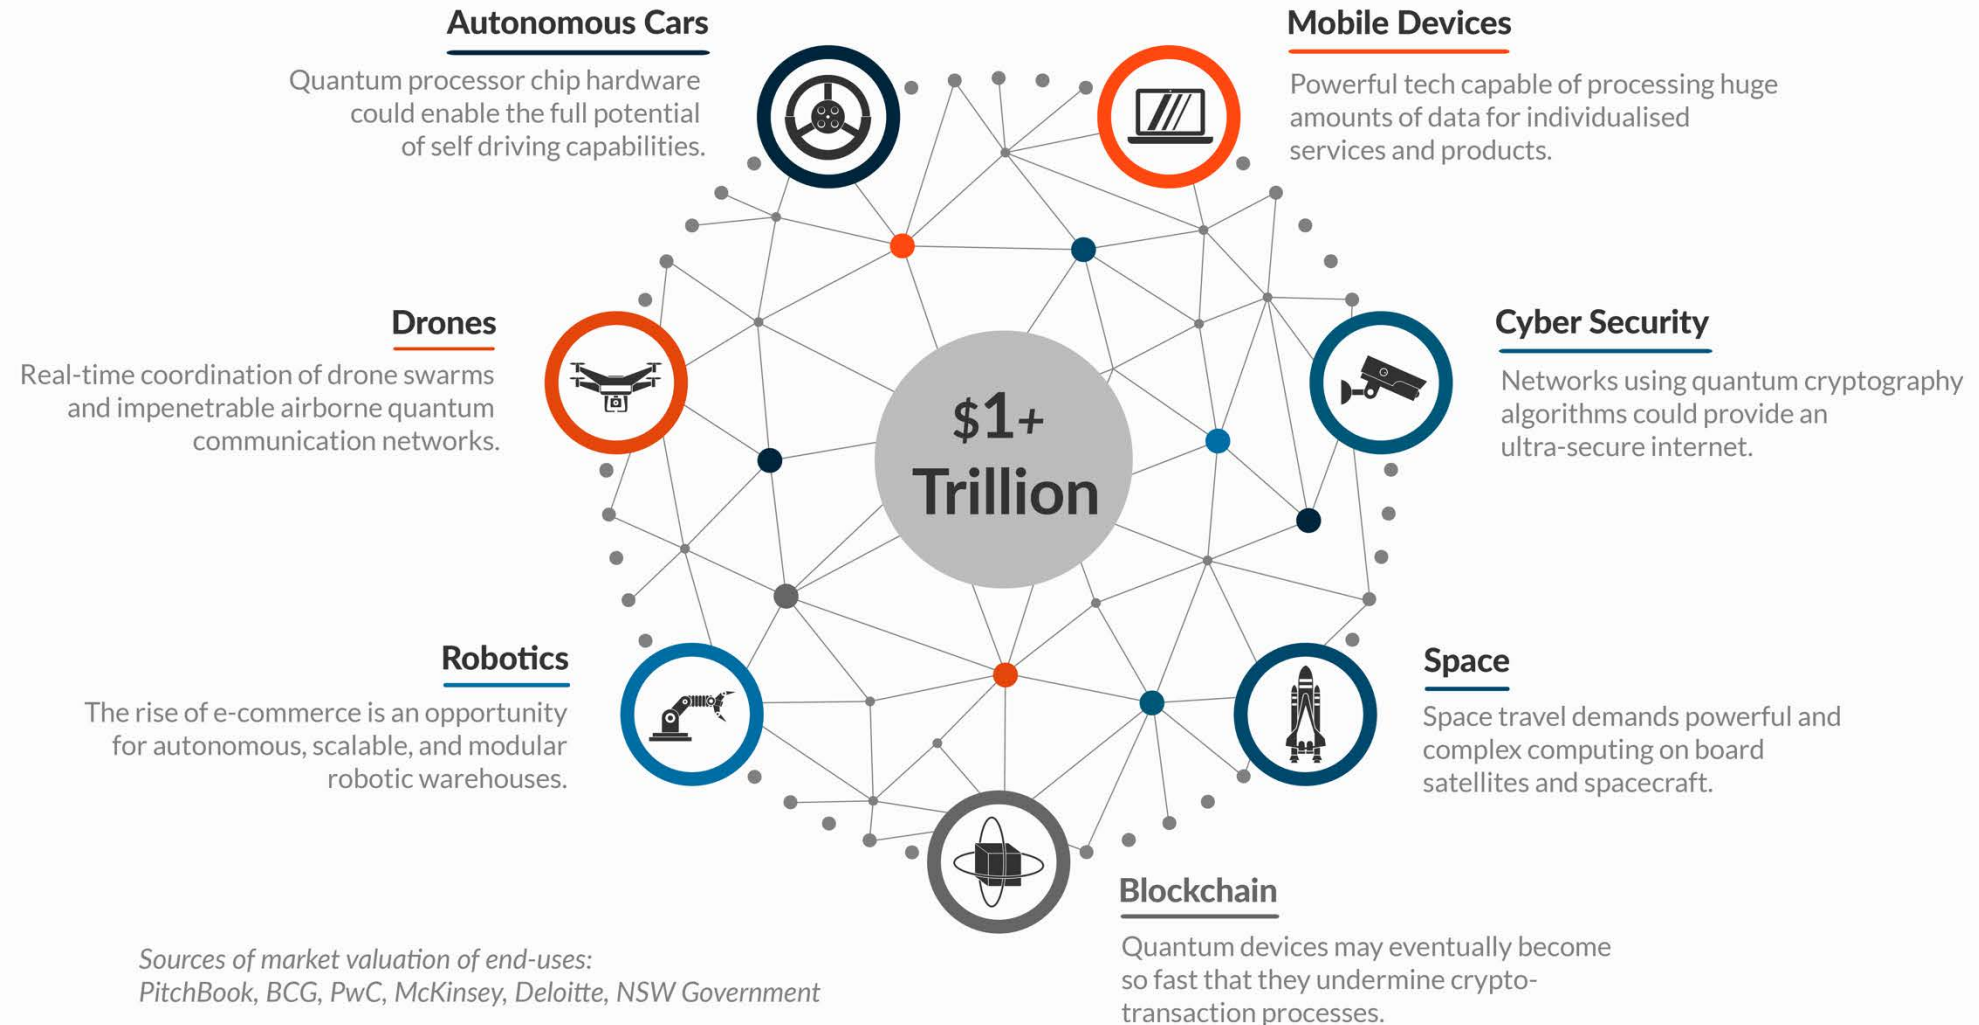 Autonomous Cars
Quantum processor chip hardware
could enable the full potential
of self driving capabilities.
Mobile Devices
Powerful tech capable of processing huge
amounts of data for individualised
services and products.
Drones
Real-time coordination of drone swarms
and impenetrable airborne quantum
communication networks.
$1+
Trillion
Cyber Security
Networks using quantum cryptography
algorithms could provide an
ultra-secure internet.
Robotics
The rise of e-commerce is an opportunity
for autonomous, scalable, and modular
robotic warehouses.
Space
Space travel demands powerful and
complex computing on board
satellites and spacecraft.
Blockchain
Quantum devices may eventually become
so fast that they undermine crypto-
transaction processes.
Sources of market valuation of end-uses:
PitchBook, BCG, PwC, McKinsey, Deloitte, NSW Government